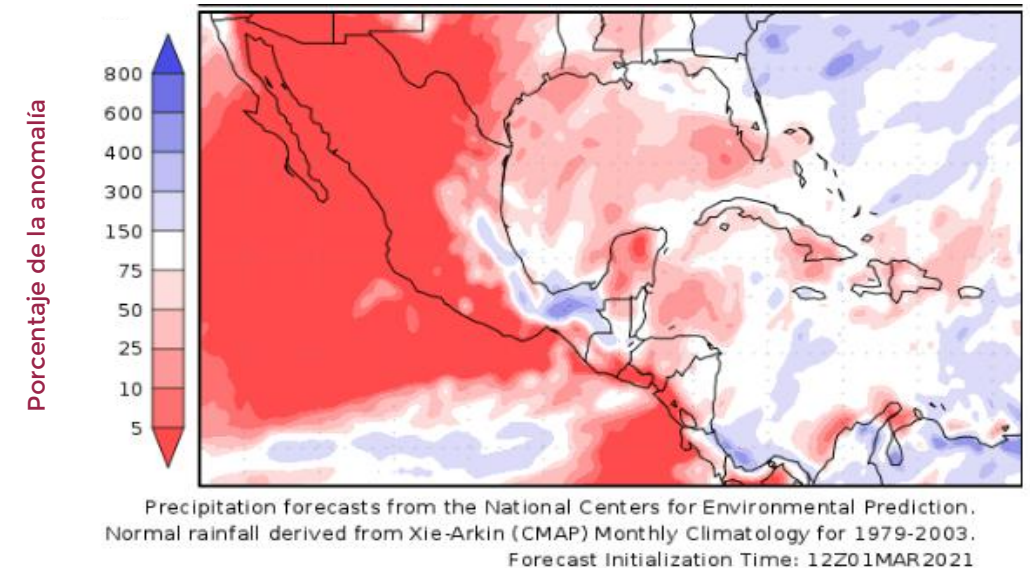 Porcentaje de la anomalía
800
600
400
300
150
75
50
25
10
5
Precipitation forecasts from the National Centers for Environmental Prediction.
Normal rainfall derived from Xie-Arkin (CMAP) Monthly Climatology for 1979-2003.
Forecast Initialization Time: 12Z01MAR2021